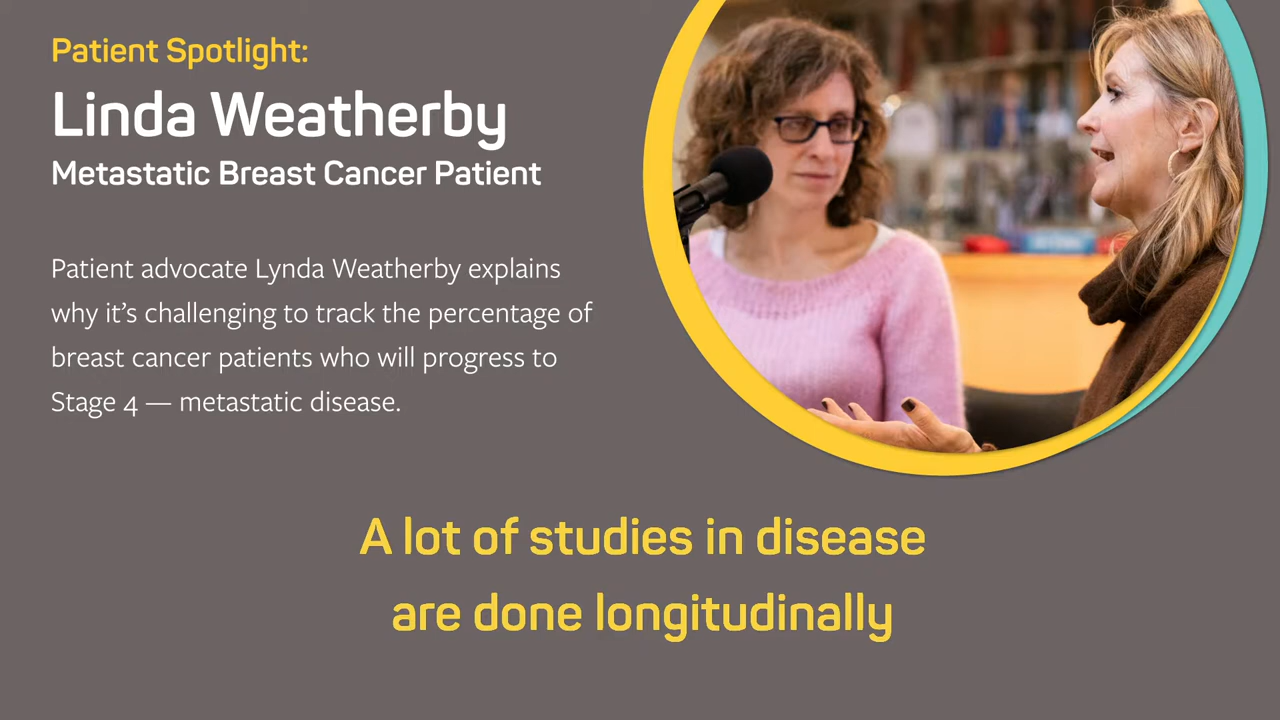 Patient Spotlight:
Linda Weatherby
Metastatic Breast Cancer Patient
Patient advocate Lynda Weatherby explains
why it’s challenging to track the percentage of
breast cancer patients who will progress to
Stage 4 — metastatic disease.
A lot of studies in disease
are done longitudinally